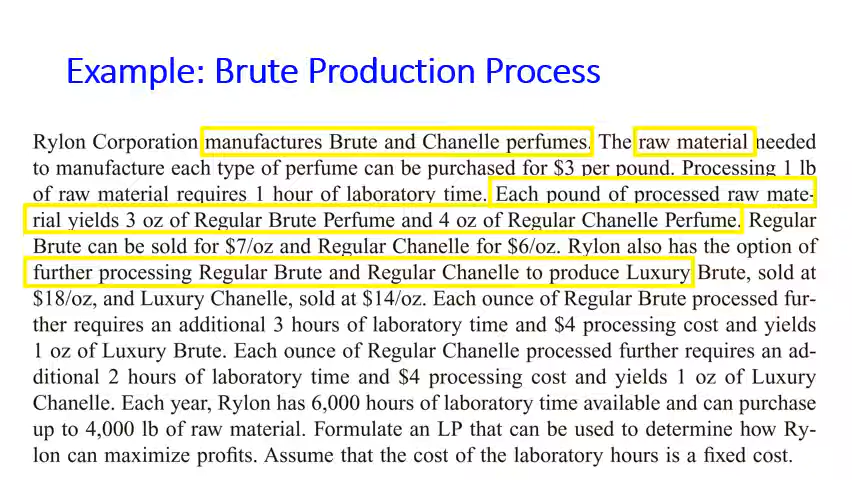 Example: Brute Production Process
Rylon Corporation manufactures Brute and Chanelle perfumes. The raw material needed
to manufacture each type of perfume can be purchased for $3 per pound. Processing 1 lb
of raw material requires 1 hour of laboratory time. Each pound of processed raw mate-
rial yields 3 oz of Regular Brute Perfume and 4 oz of Regular Chanelle Perfume. Regular
Brute can be sold for $7/oz and Regular Chanelle for $6/oz. Rylon also has the option of
further processing Regular Brute and Regular Chanelle to produce Luxury Brute, sold at
$18/oz, and Luxury Chanelle, sold at $14/oz. Each ounce of Regular Brute processed fur-
ther requires an additional 3 hours of laboratory time and $4 processing cost and yields
1 oz of Luxury Brute. Each ounce of Regular Chanelle processed further requires an ad-
ditional 2 hours of laboratory time and $4 processing cost and yields 1 oz of Luxury
Chanelle. Each year, Rylon has 6,000 hours of laboratory time available and can purchase
up to 4,000 lb of raw material. Formulate an LP that can be used to determine how Ry-
lon can maximize profits. Assume that the cost of the laboratory hours is a fixed cost.